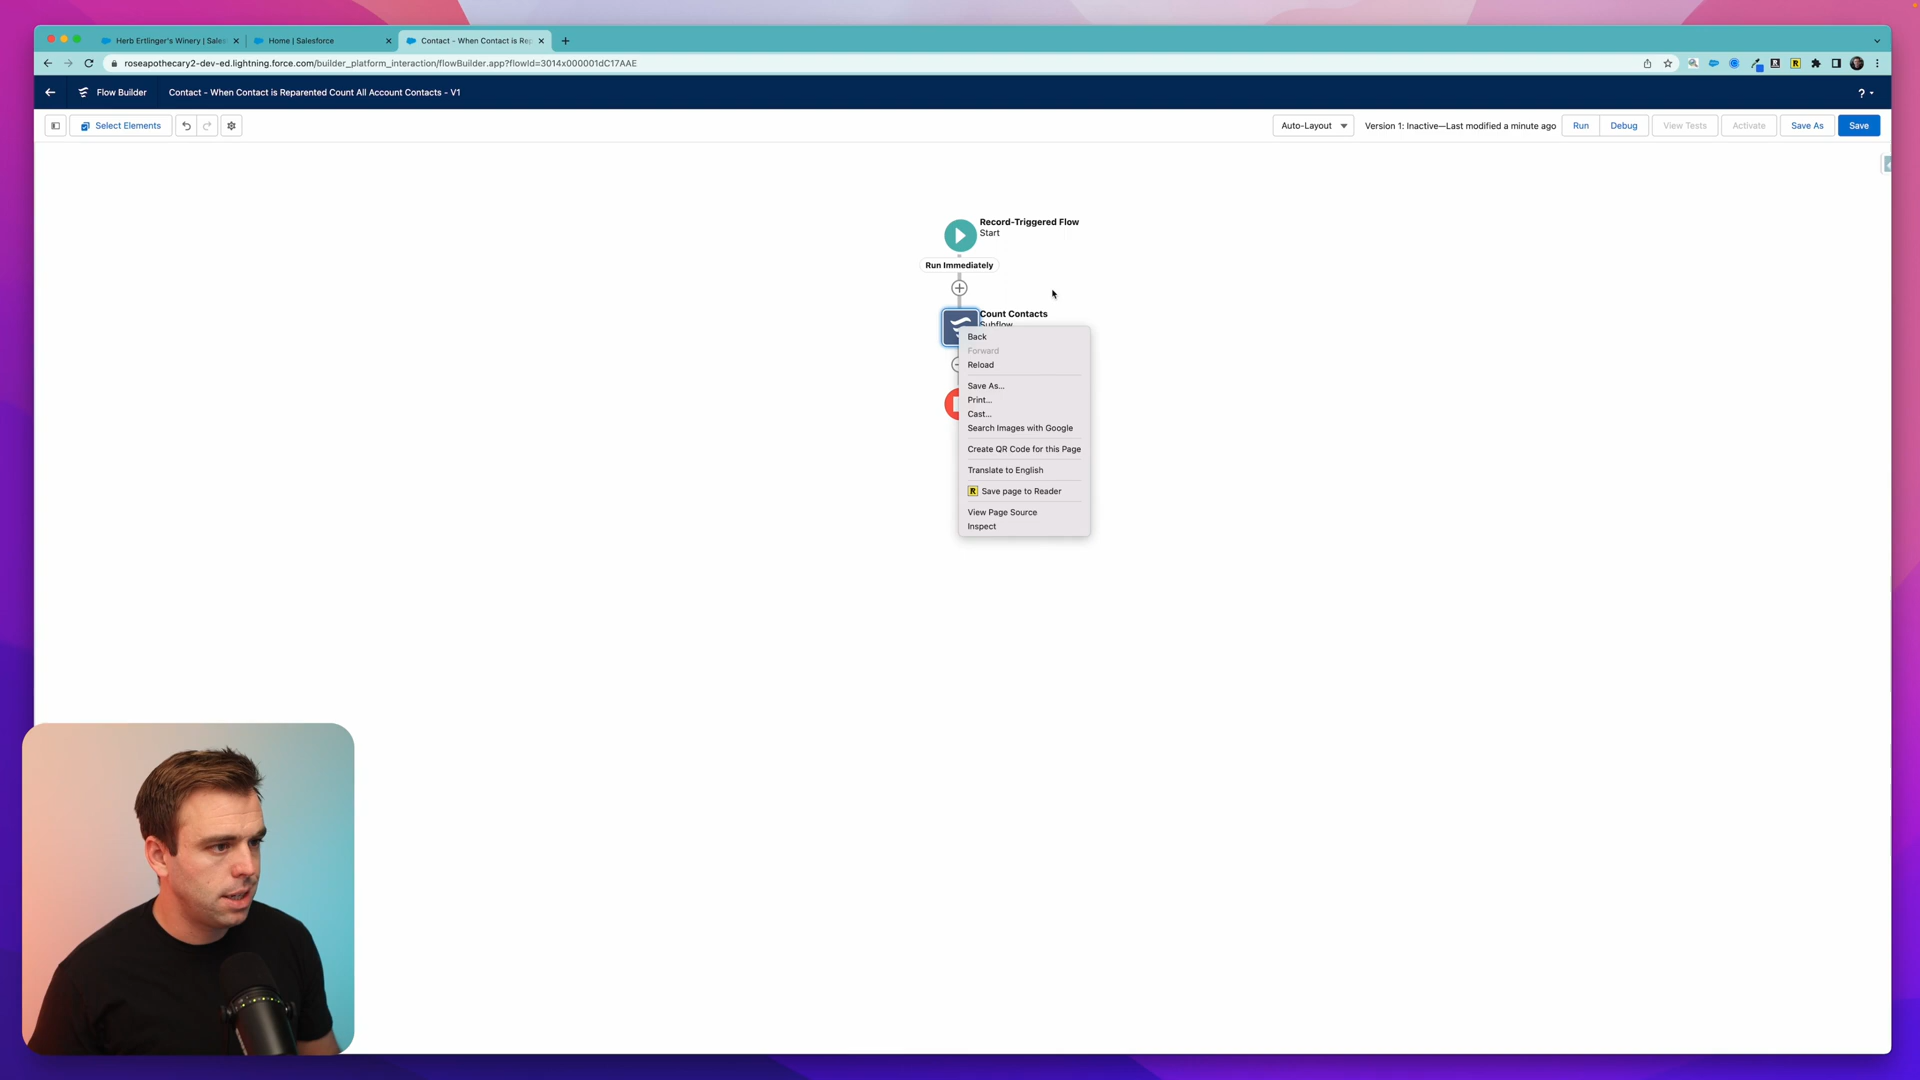 Herb Ertlinger's Winery | Sales
Home | Salesforce
Contact - When Contact is Rep
roseapothecary2-dev-ed.lightning.force.com/builder_platform_interaction/flowBuilder.app?flowId=3014x000001dC17AAE
Flow Builder
Contact - When Contact is Reparented Count All Account Contacts - V1
?
Select Elements
Auto-Layout
Version 1: Inactive—Last modified a minute ago
Run
Debug
View Tests
Activate
Save As
Save
Record-Triggered Flow
Start
Run Immediately
Count Contacts
Subflow
Back
Forward
Reload
Save As...
Print...
Cast...
Search Images with Google
Create QR Code for this Page
Translate to English
R Save page to Reader
View Page Source
Inspect